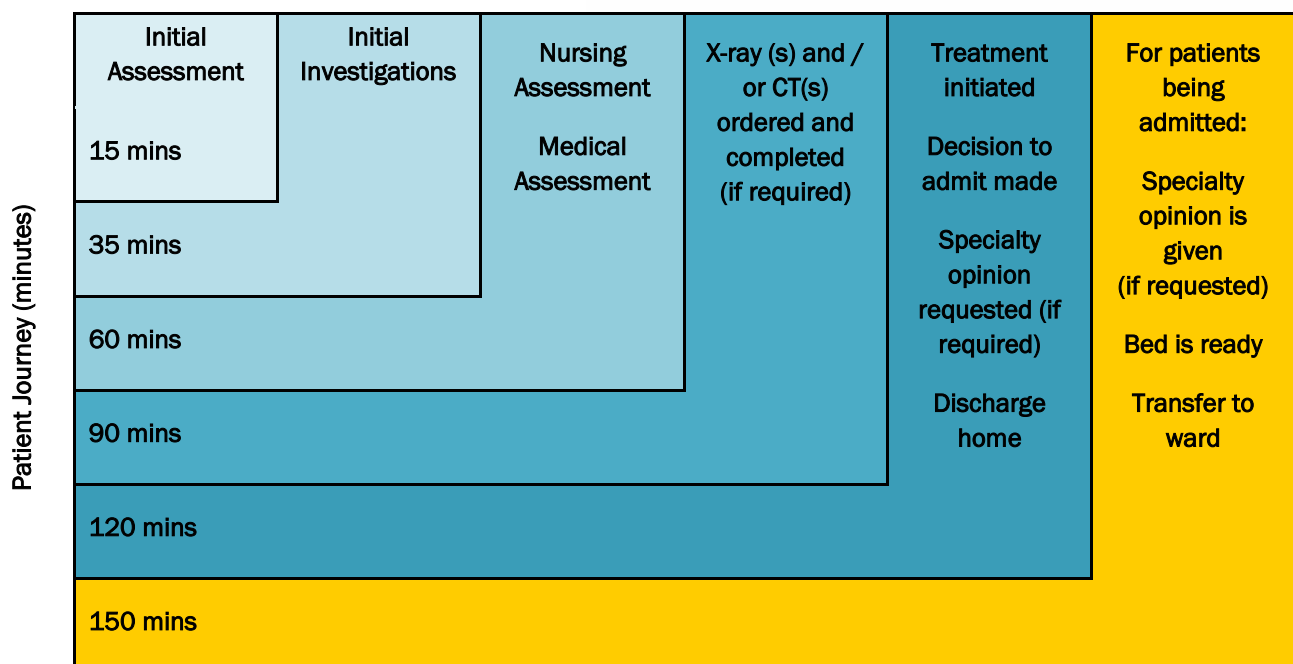 Initial
Assessment
Initial
Investigations
Nursing
Assessment
Medical
Assessment
X-ray (s) and /
or CT(s)
ordered and
completed
(if required)
Treatment
initiated
Decision to
admit made
Specialty
opinion
requested (if
required)
Discharge
home
For patients
being
admitted:
Specialty
opinion is
given
(if requested)
Bed is ready
Transfer to
ward
Patient Journey (minutes)
15 mins
35 mins
60 mins
90 mins
120 mins
150 mins